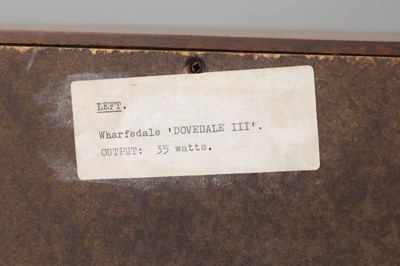 LEFT.
Wharfedale 'DOVEDALE III'.
OUTPUT: 35 watts.